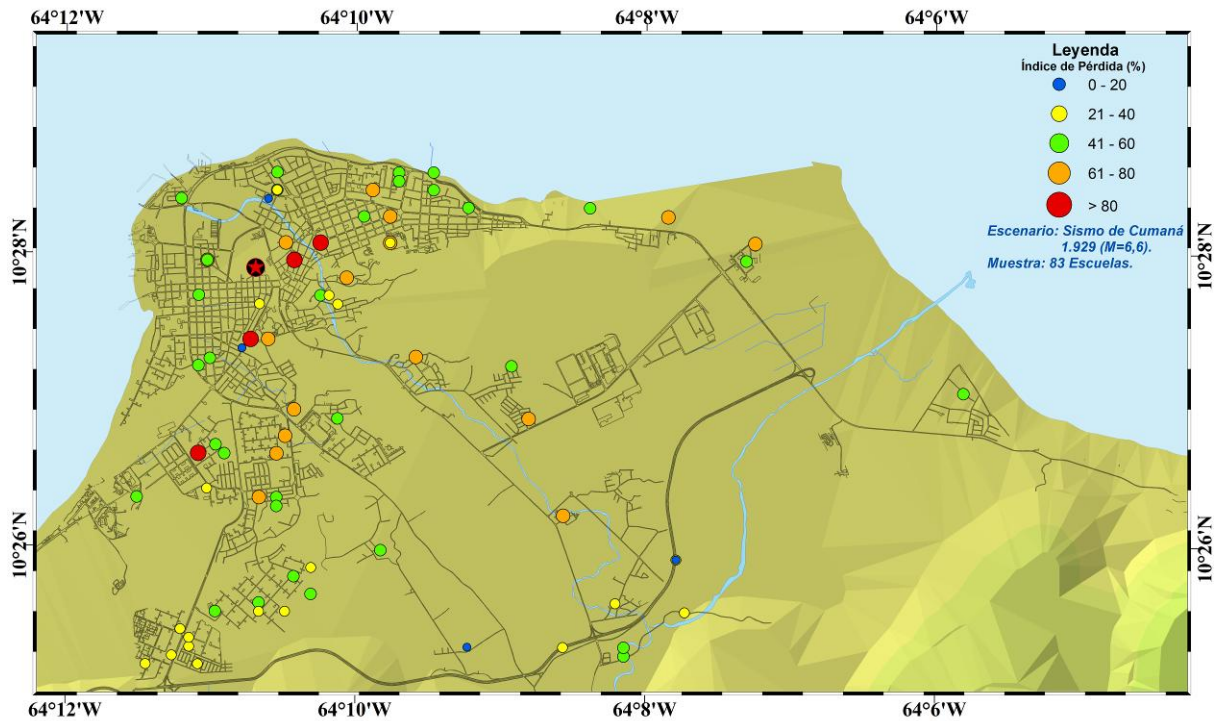 64°12'W 64°10'W 64°8'W 64°6'W
Leyenda
Índice de Pérdida (%)
0 - 20
21 - 40
41 - 60
61 - 80
> 80
Escenario: Sismo de Cumaná
1.929 (M=6,6).
Muestra: 83 Escuelas.
10°28'N 10°28'N
10°26'N 10°26'N
64°12'W 64°10'W 64°8'W 64°6'W